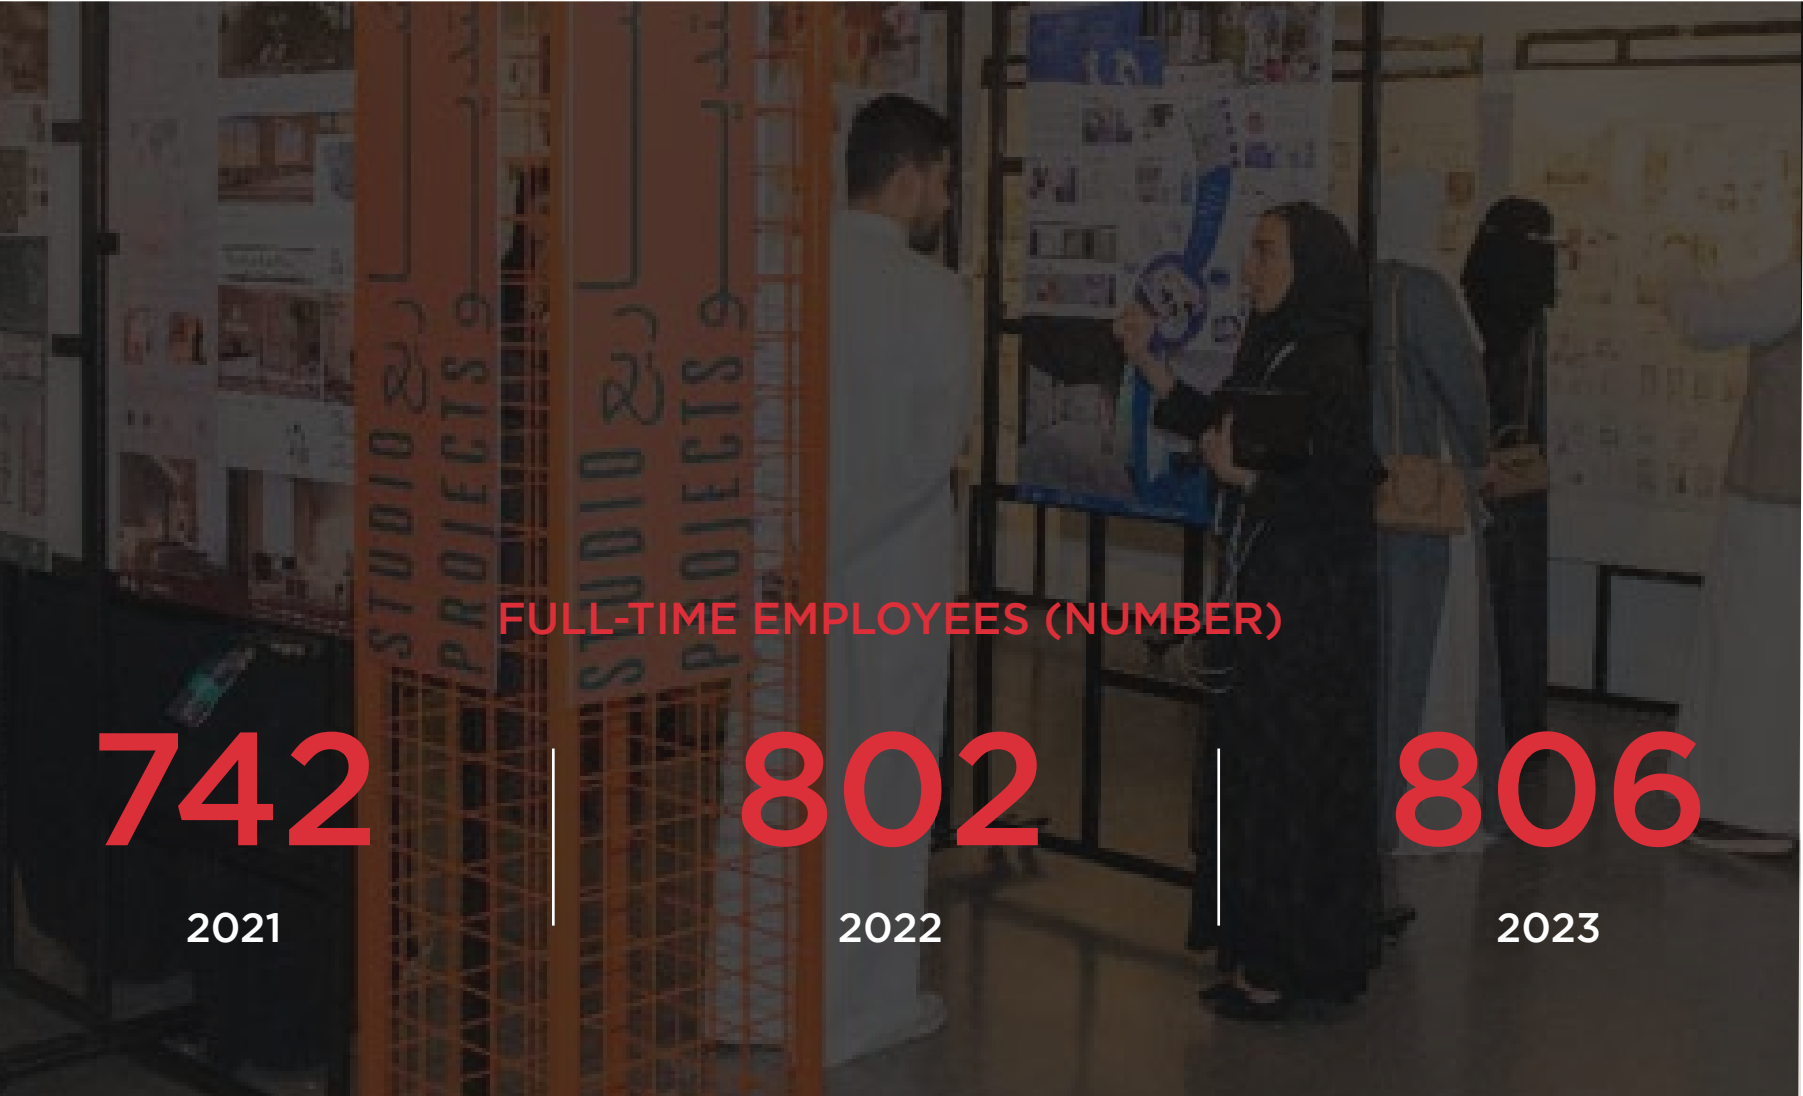 STUDIO
PROJECTS
STUDIO
PROJECTS
FULL-TIME EMPLOYEES (NUMBER)
742
802
806
2021
2022
2023